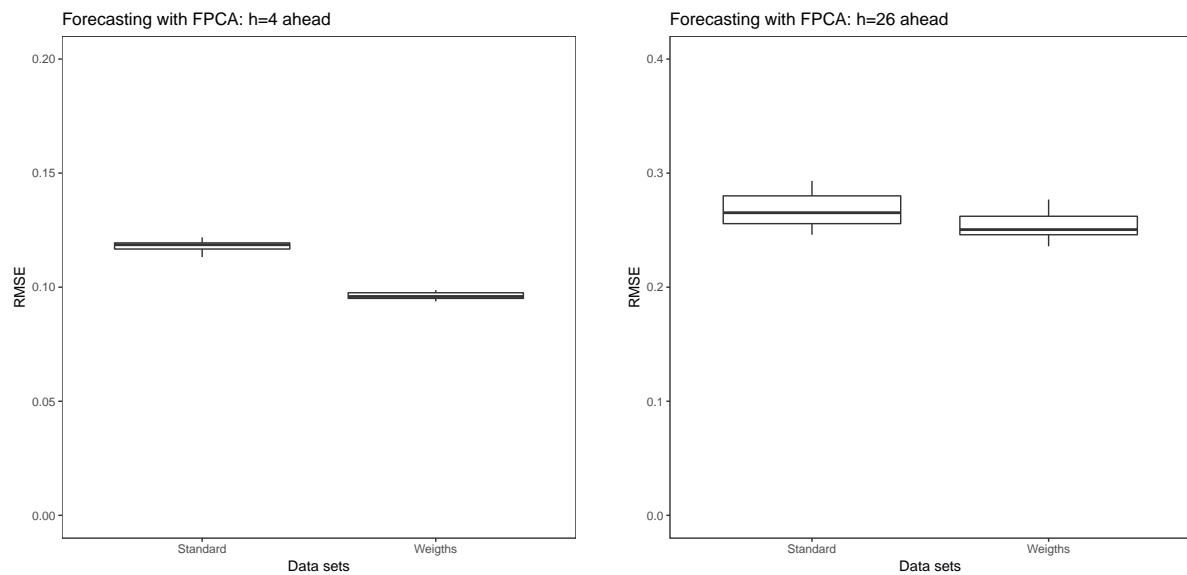 Forecasting with FPCA: h=4 ahead
0.20
0.15
0.10
0.05
0.00
RMSE
Standard
Weigths
Data sets
Forecasting with FPCA: h=26 ahead
0.4
0.3
0.2
0.1
0.0
RMSE
Standard
Weigths
Data sets